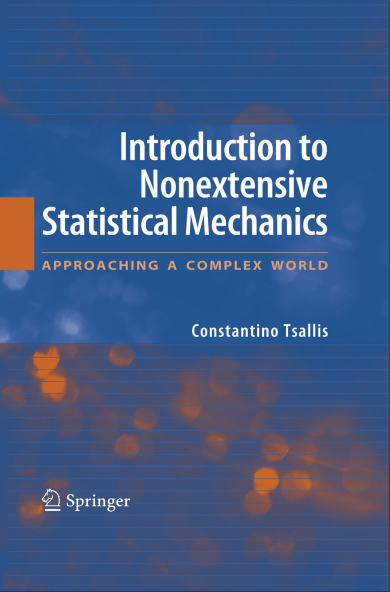 Introduction to
Nonextensive
Statistical Mechanics
APPROACHING A COMPLEX WORLD
Constantino Tsallis
Springer